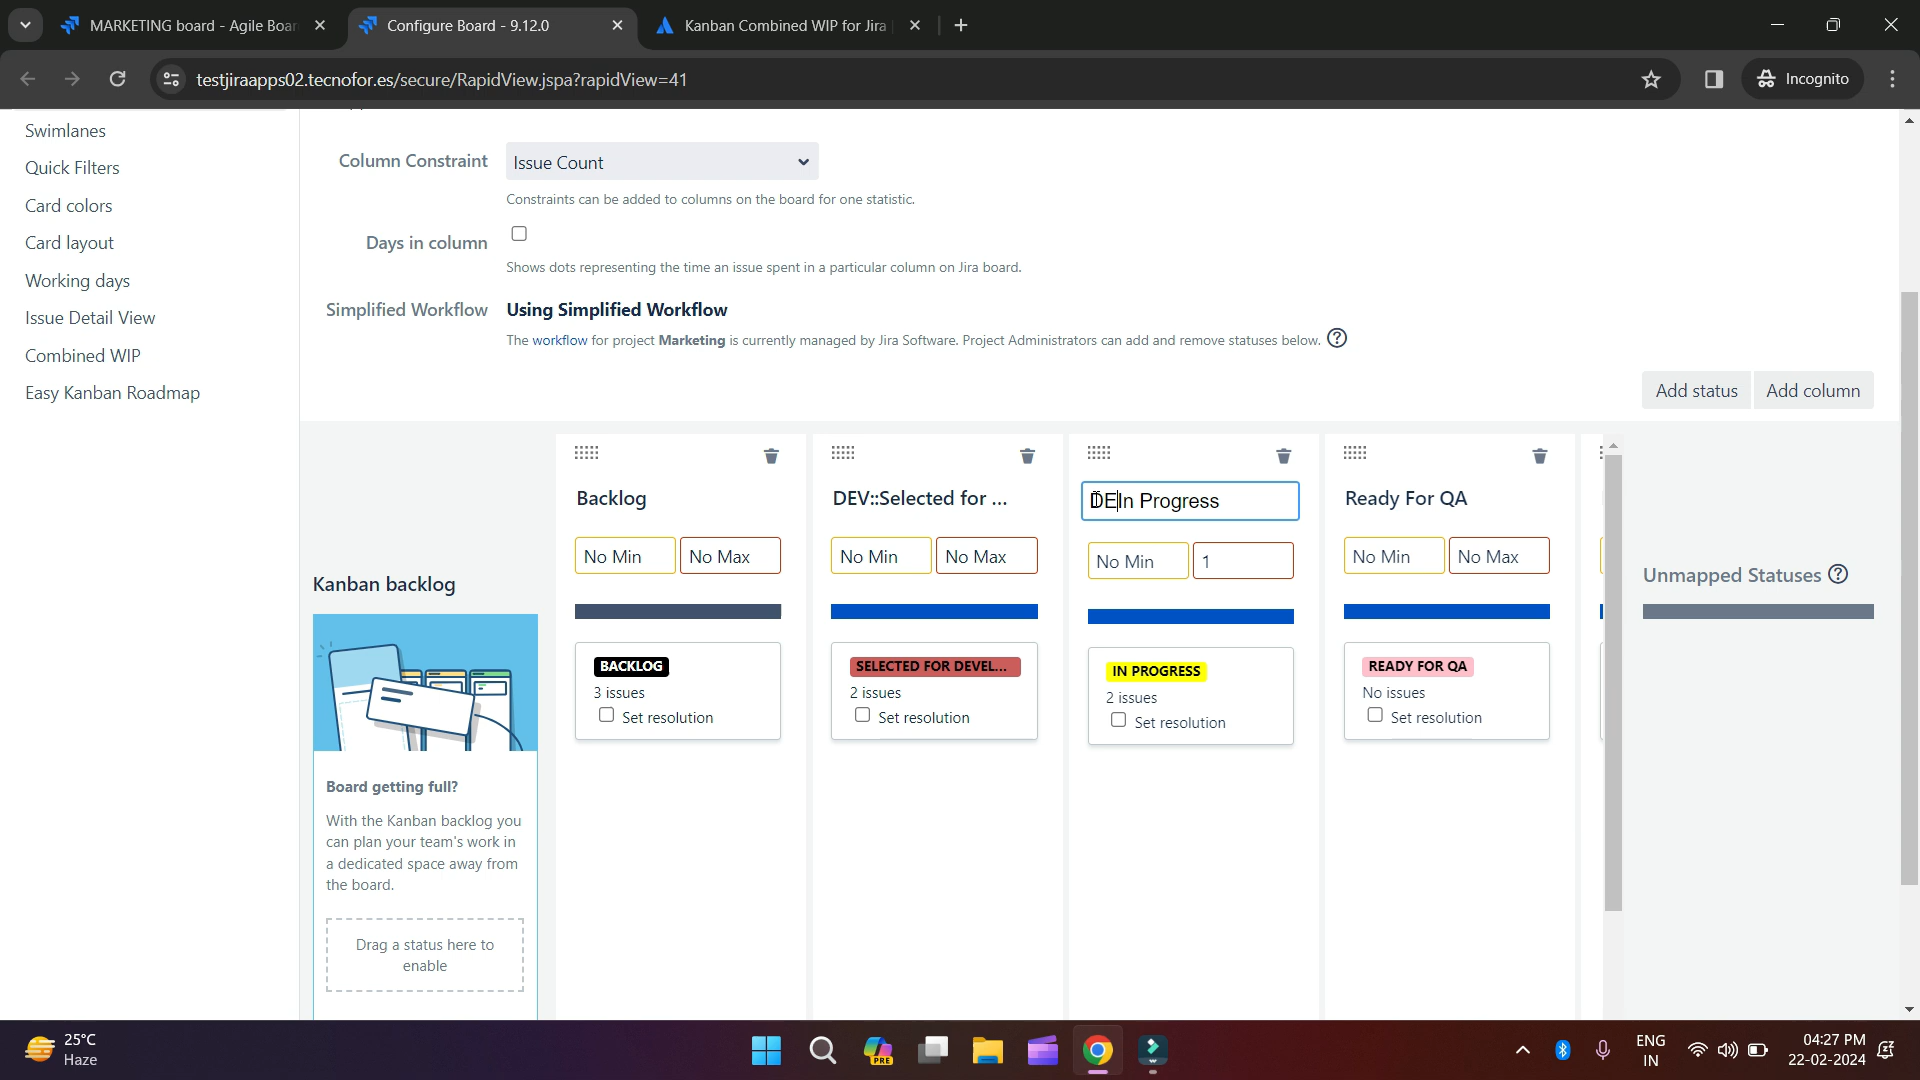 MARKETING board - Agile Boar
Configure Board - 9.12.0
Kanban Combined WIP for Jira
testjiraapps02.tecnofor.es/secure/RapidView.jspa?rapidView=41
Incognito
Swimlanes
Quick Filters
Card colors
Card layout
Working days
Issue Detail View
Combined WIP
Easy Kanban Roadmap
Column Constraint
Issue Count
Constraints can be added to columns on the board for one statistic.
Days in column
Shows dots representing the time an issue spent in a particular column on Jira board.
Simplified Workflow
Using Simplified Workflow
The workflow for project Marketing is currently managed by Jira Software. Project Administrators can add and remove statuses below.
Add status
Add column
Kanban backlog
Board getting full?
With the Kanban backlog you
can plan your team's work in
a dedicated space away from
the board.
Drag a status here to
enable
Backlog
No Min
No Max
BACKLOG
3 issues
Set resolution
DEV::Selected for ...
No Min
No Max
SELECTED FOR DEVEL...
2 issues
Set resolution
DEIn Progress
No Min
1
IN PROGRESS
2 issues
Set resolution
Ready For QA
No Min
No Max
READY FOR QA
No issues
Set resolution
Unmapped Statuses
25°C
Haze
PRE
ENG
IN
04:27 PM
22-02-2024